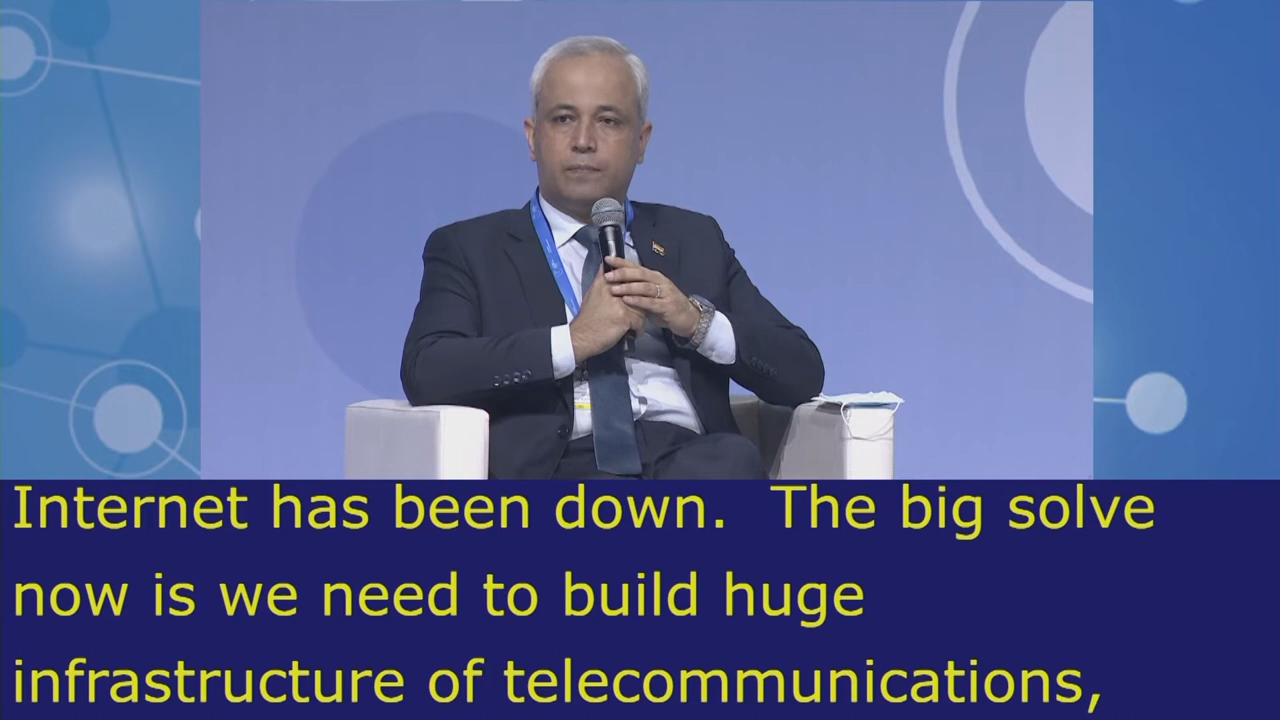 Internet has been down.  The big solve
now is we need to build huge
infrastructure of telecommunications,